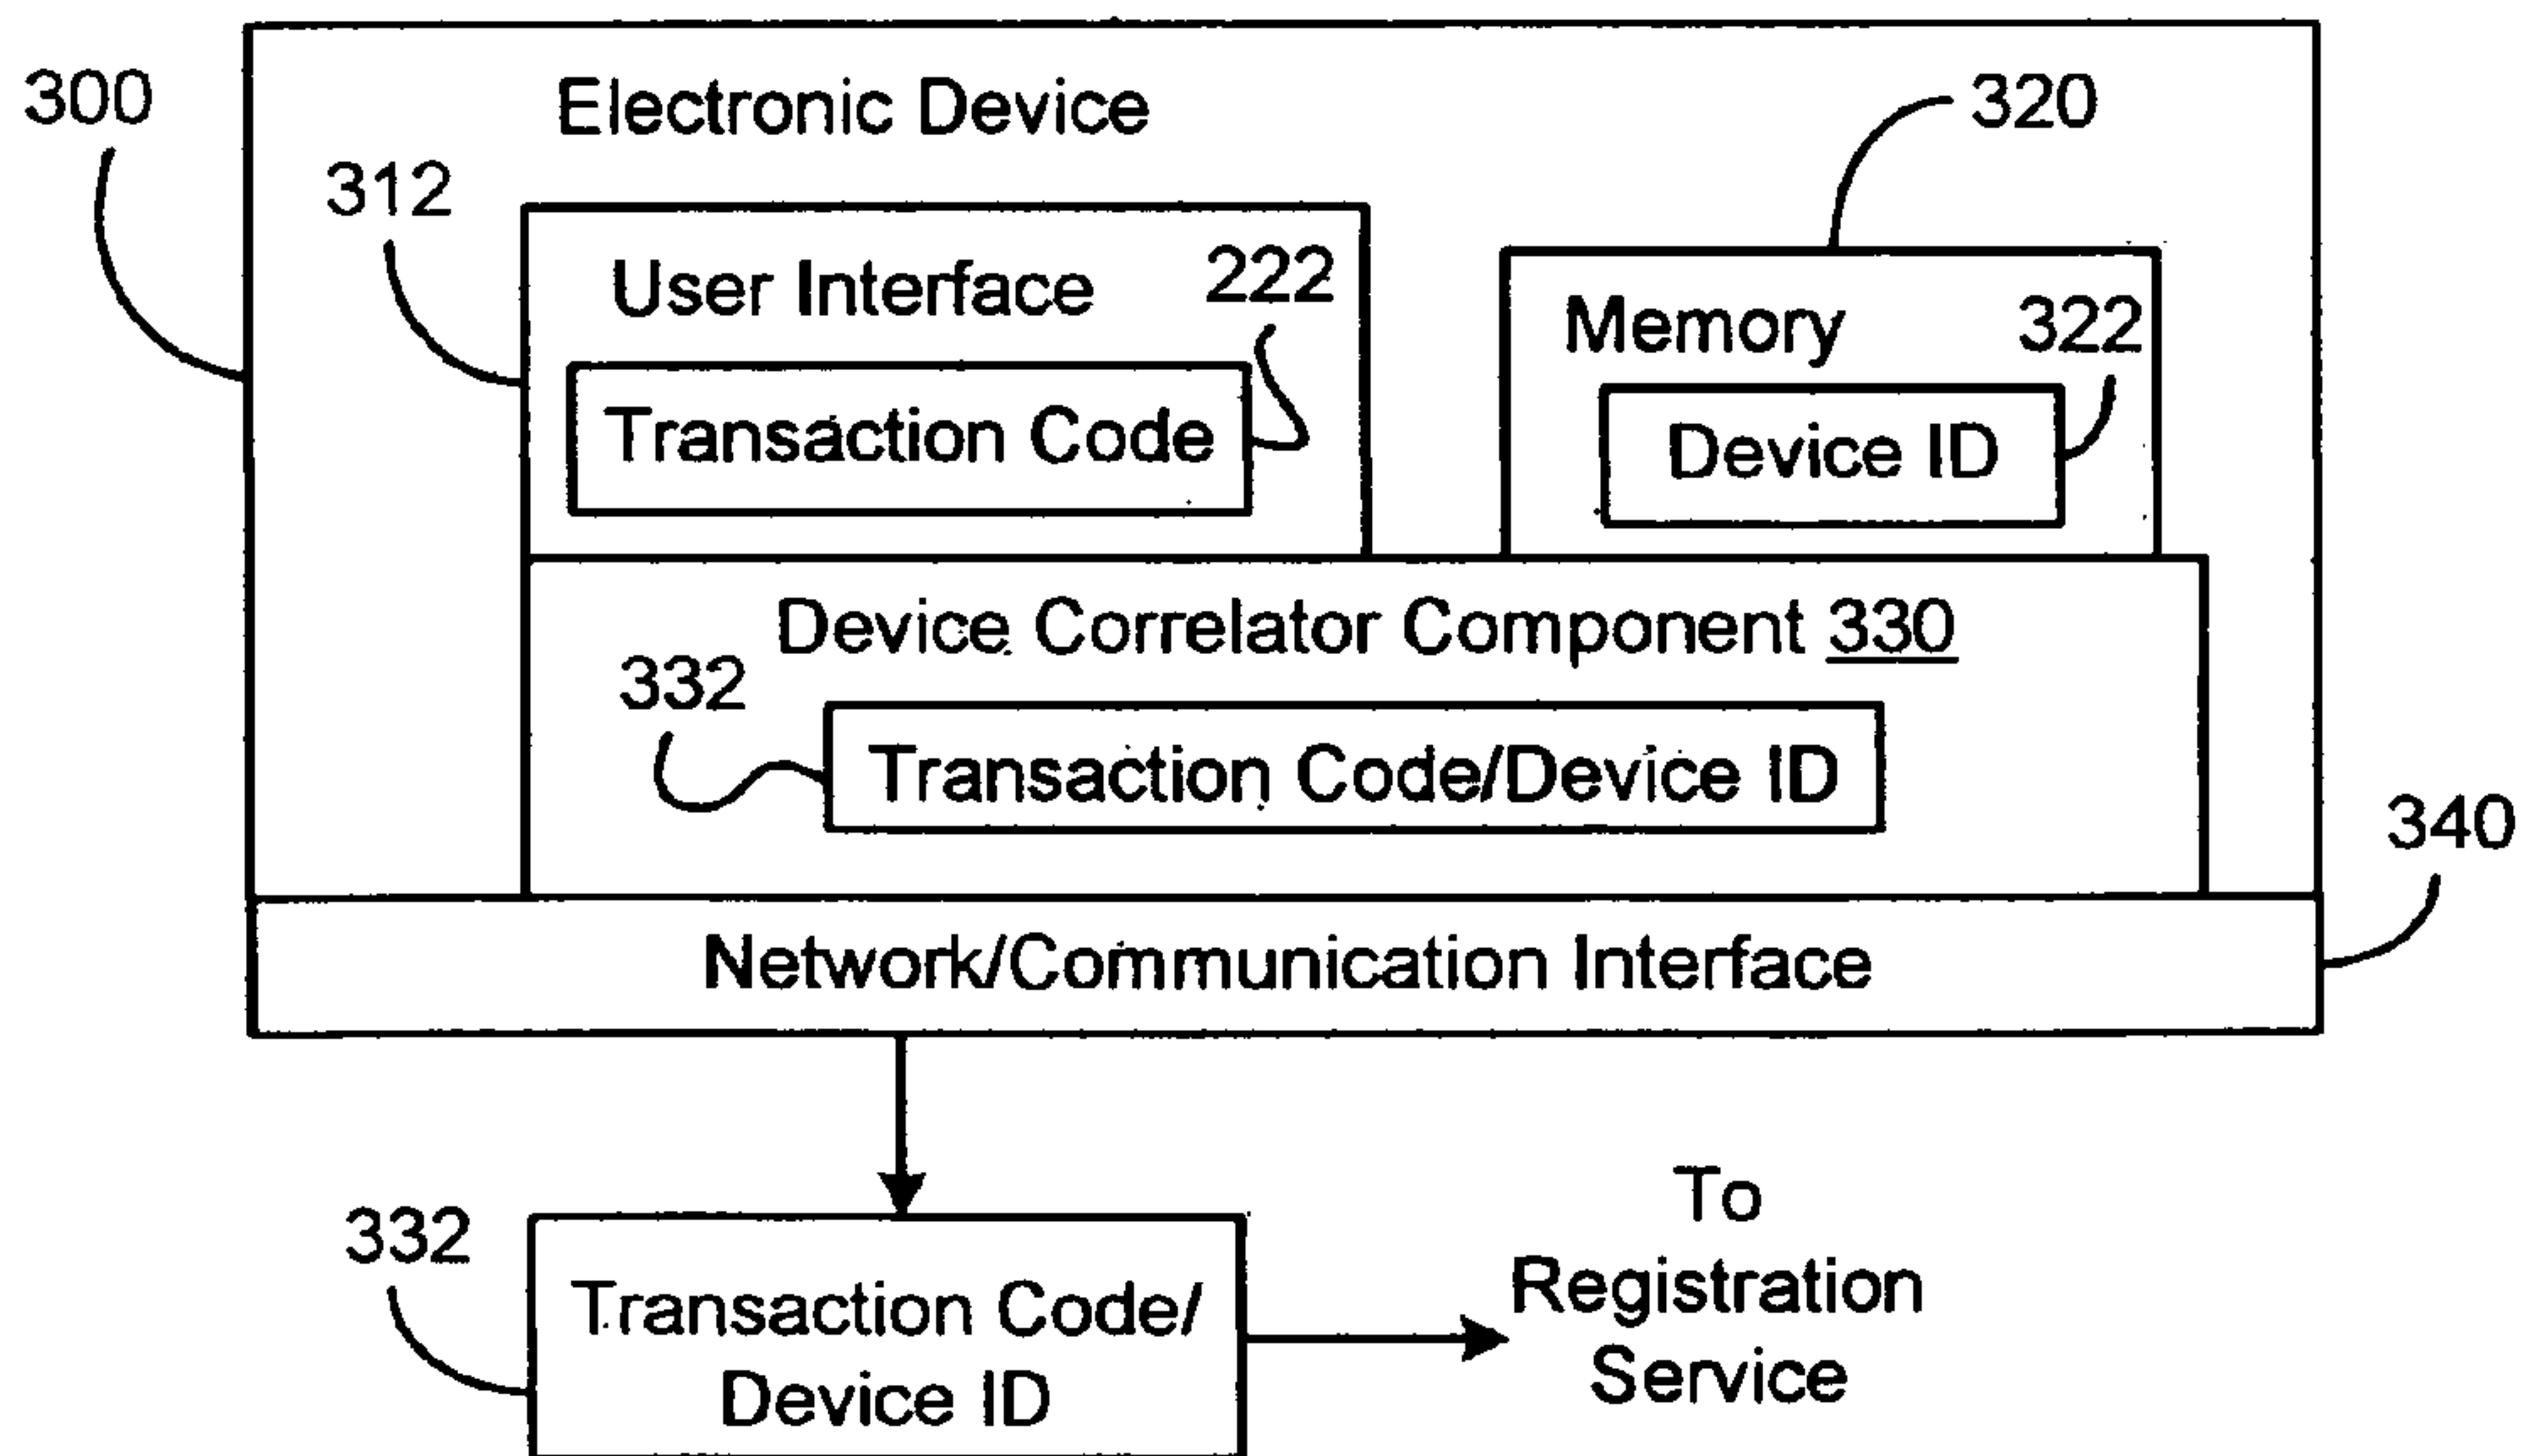 300
Electronic Device
320
312
User Interface
222
Memory
322
Transaction Code
Device ID
Device Correlator Component 330
332
Transaction Code/Device ID
340
Network/Communication Interface
332
Transaction Code/
Device ID
To
Registration
Service